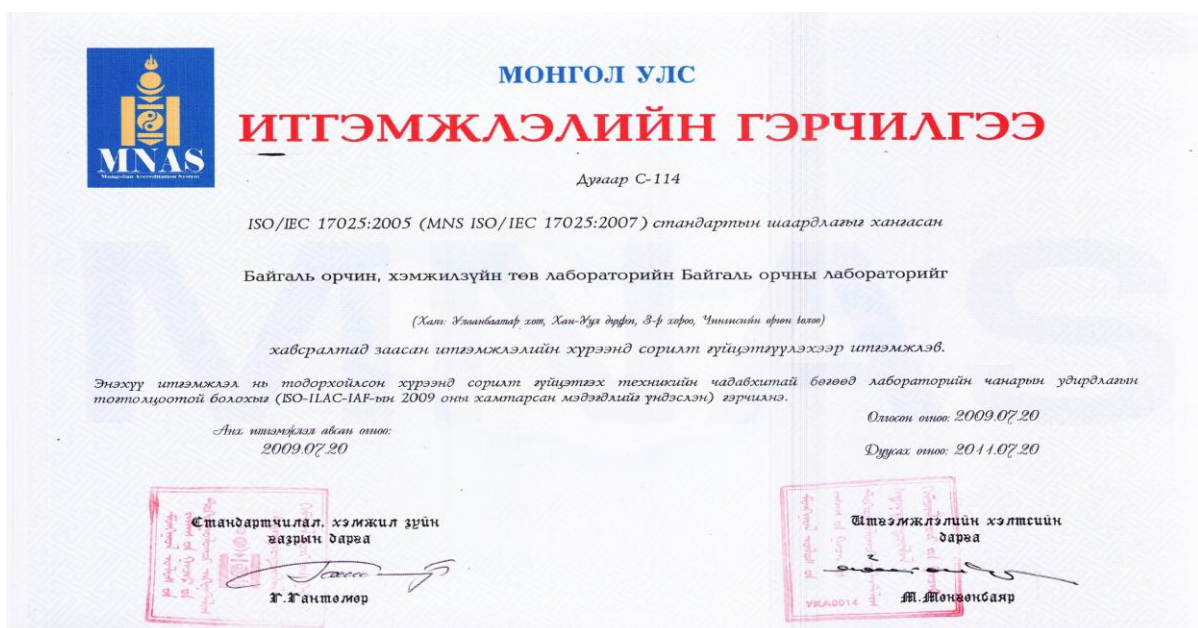 МОНГОЛ УЛС
ИТГЭМЖЛЭЛИЙН ГЭРЧИЛГЭЭ
MNAS
Mongolian Accreditation System
Дугаар С-114
ISO/IEC 17025:2005 (MNS ISO/IEC 17025:2007) стандартын шаардлагыг хангасан
Байгаль орчин, хэмжилзүйн төв лабораторийн Байгаль орчны лабораторийг
(Хаяг: Улаанбаатар хот, Хан-Уул дүүрэг, 3-р хороо, Чингисийн өргөн чөлөө)
хавсралтад заасан итгэмжлэлийн хүрээнд сорилт гүйцэтгүүлэхээр итгэмжлэв.
Энэхүү итгэмжлэл нь тодорхойлсон хүрээнд сорилт гүйцэтгэх техникийн чадавхитай бөгөөд лабораторийн чанарын удирдлагын
тогтолцоотой болохыг (ISO-ILAC-IAF-ын 2009 оны хамтарсан мэдэгдлийг үндэслэн) гэрчилнэ.
Анх итгэмжлэл авсан огноо:
2009.07.20
Олгосон огноо: 2009.07.20
Дуусах огноо: 2011.07.20
Стандартчилал, хэмжил зүйн
газрын дарга
Г.Гантөмөр
Итгэмжлэлийн хэлтсийн
дарга
М.Мөнгөнбаяр